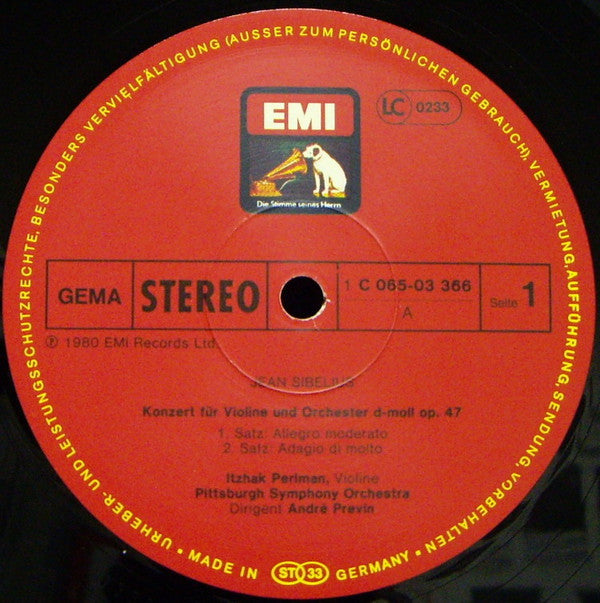 URHEBER- UND LEISTUNGSSCHUTZRECHTE, BESONDERS VERVIELFÄLTIGUNG (AUSSER ZUM PERSÖNLICHEN GEBRAUCH), VERMIETUNG, AUFFÜHRUNG, SENDUNG, VORBEHALTEN •
EMI
LC 0233
Die Stimme seines Herrn
GEMA STEREO 1 C 065-03 366 Seite 1
A
℗ 1980 EMI Records Ltd.
JEAN SIBELIUS
Konzert für Violine und Orchester d-moll op. 47
1. Satz: Allegro moderato
2. Satz: Adagio di molto
Itzhak Perlman, Violine
Pittsburgh Symphony Orchestra
Dirigent André Previn
• MADE IN STO 33 GERMANY •